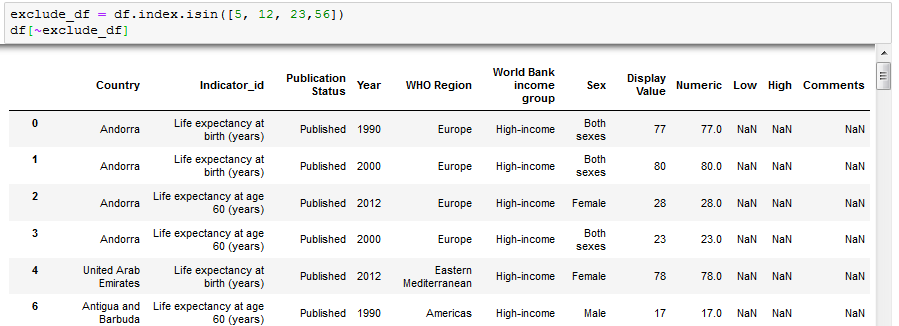 exclude_df = df.index.isin([5, 12, 23,56])
df[~exclude_df]
Country Indicator_id Publication Status Year WHO Region World Bank income group Sex Display Value Numeric Low High Comments
0 Andorra Life expectancy at birth (years) Published 1990 Europe High-income Both sexes 77 77.0 NaN NaN NaN
1 Andorra Life expectancy at birth (years) Published 2000 Europe High-income Both sexes 80 80.0 NaN NaN NaN
2 Andorra Life expectancy at age 60 (years) Published 2012 Europe High-income Female 28 28.0 NaN NaN NaN
3 Andorra Life expectancy at age 60 (years) Published 2000 Europe High-income Both sexes 23 23.0 NaN NaN NaN
4 United Arab Emirates Life expectancy at birth (years) Published 2012 Eastern Mediterranean High-income Female 78 78.0 NaN NaN NaN
6 Antigua and Barbuda Life expectancy at age 60 (years) Published 1990 Americas High-income Male 17 17.0 NaN NaN NaN